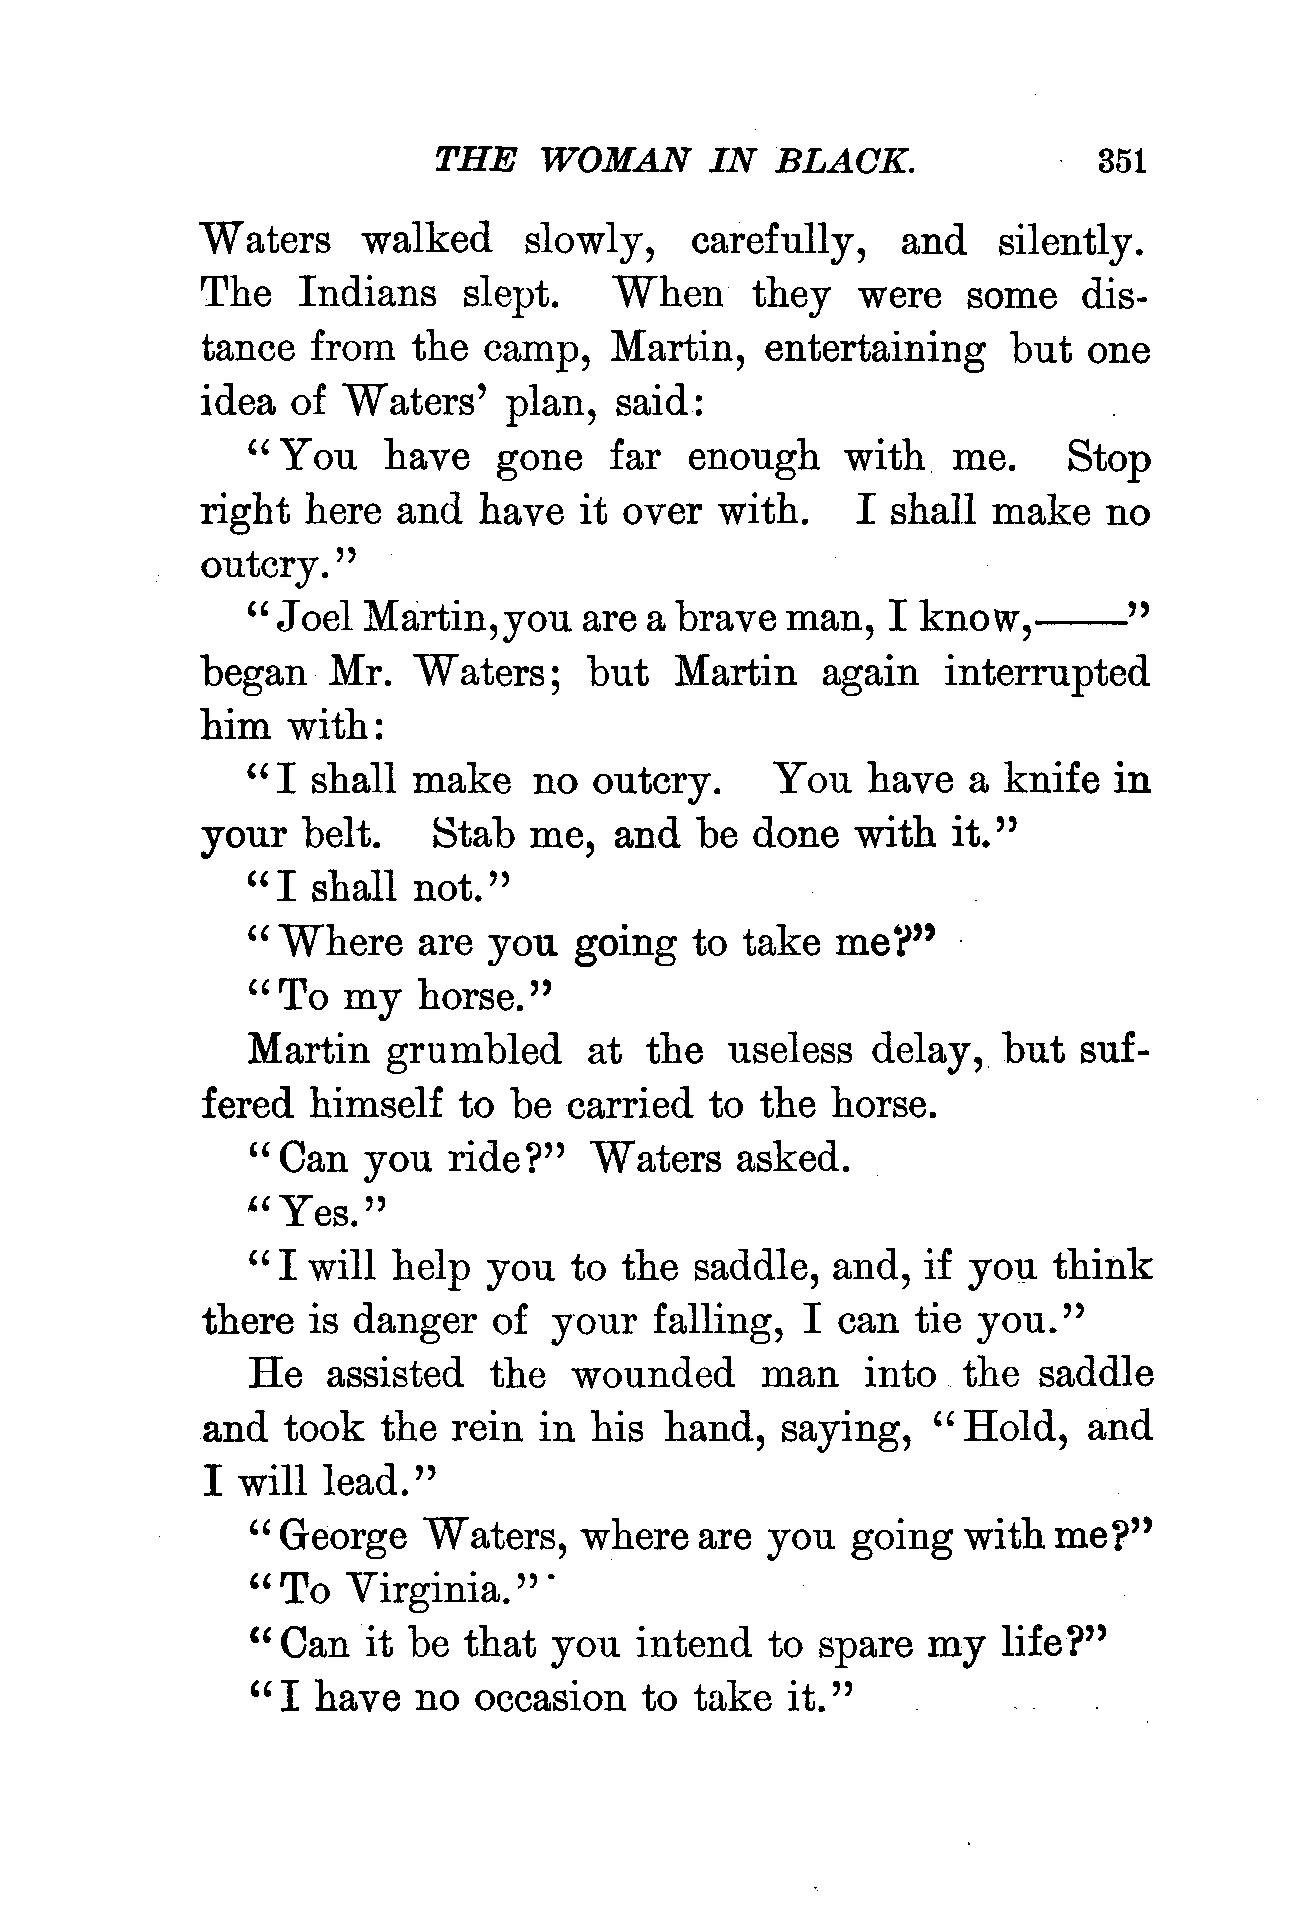 THE WOMAN IN BLACK. 351
Waters walked slowly, carefully, and silently.
The Indians slept. When they were some dis-
tance from the camp, Martin, entertaining but one
idea of Waters' plan, said:
"You have gone far enough with me. Stop
right here and have it over with. I shall make no
outcry."
"Joel Martin, you are a brave man, I know,——"
began Mr. Waters; but Martin again interrupted
him with:
"I shall make no outcry. You have a knife in
your belt. Stab me, and be done with it."
"I shall not."
"Where are you going to take me?"
"To my horse."
Martin grumbled at the useless delay, but suf-
fered himself to be carried to the horse.
"Can you ride?" Waters asked.
"Yes."
"I will help you to the saddle, and, if you think
there is danger of your falling, I can tie you."
He assisted the wounded man into the saddle
and took the rein in his hand, saying, "Hold, and
I will lead."
"George Waters, where are you going with me?"
"To Virginia."
"Can it be that you intend to spare my life?"
"I have no occasion to take it."